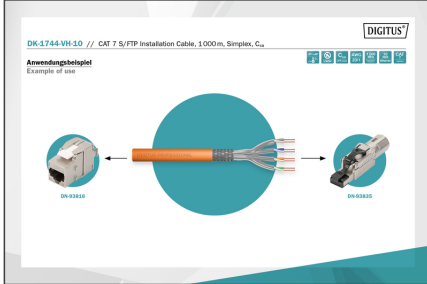 DIGITUS®
DK-1744-VH-10 // CAT 7 S/FTP Installation Cable, 1000 m, Simplex, Cca
Anwendungsbeispiel
Example of use
DN-93816
DN-93835